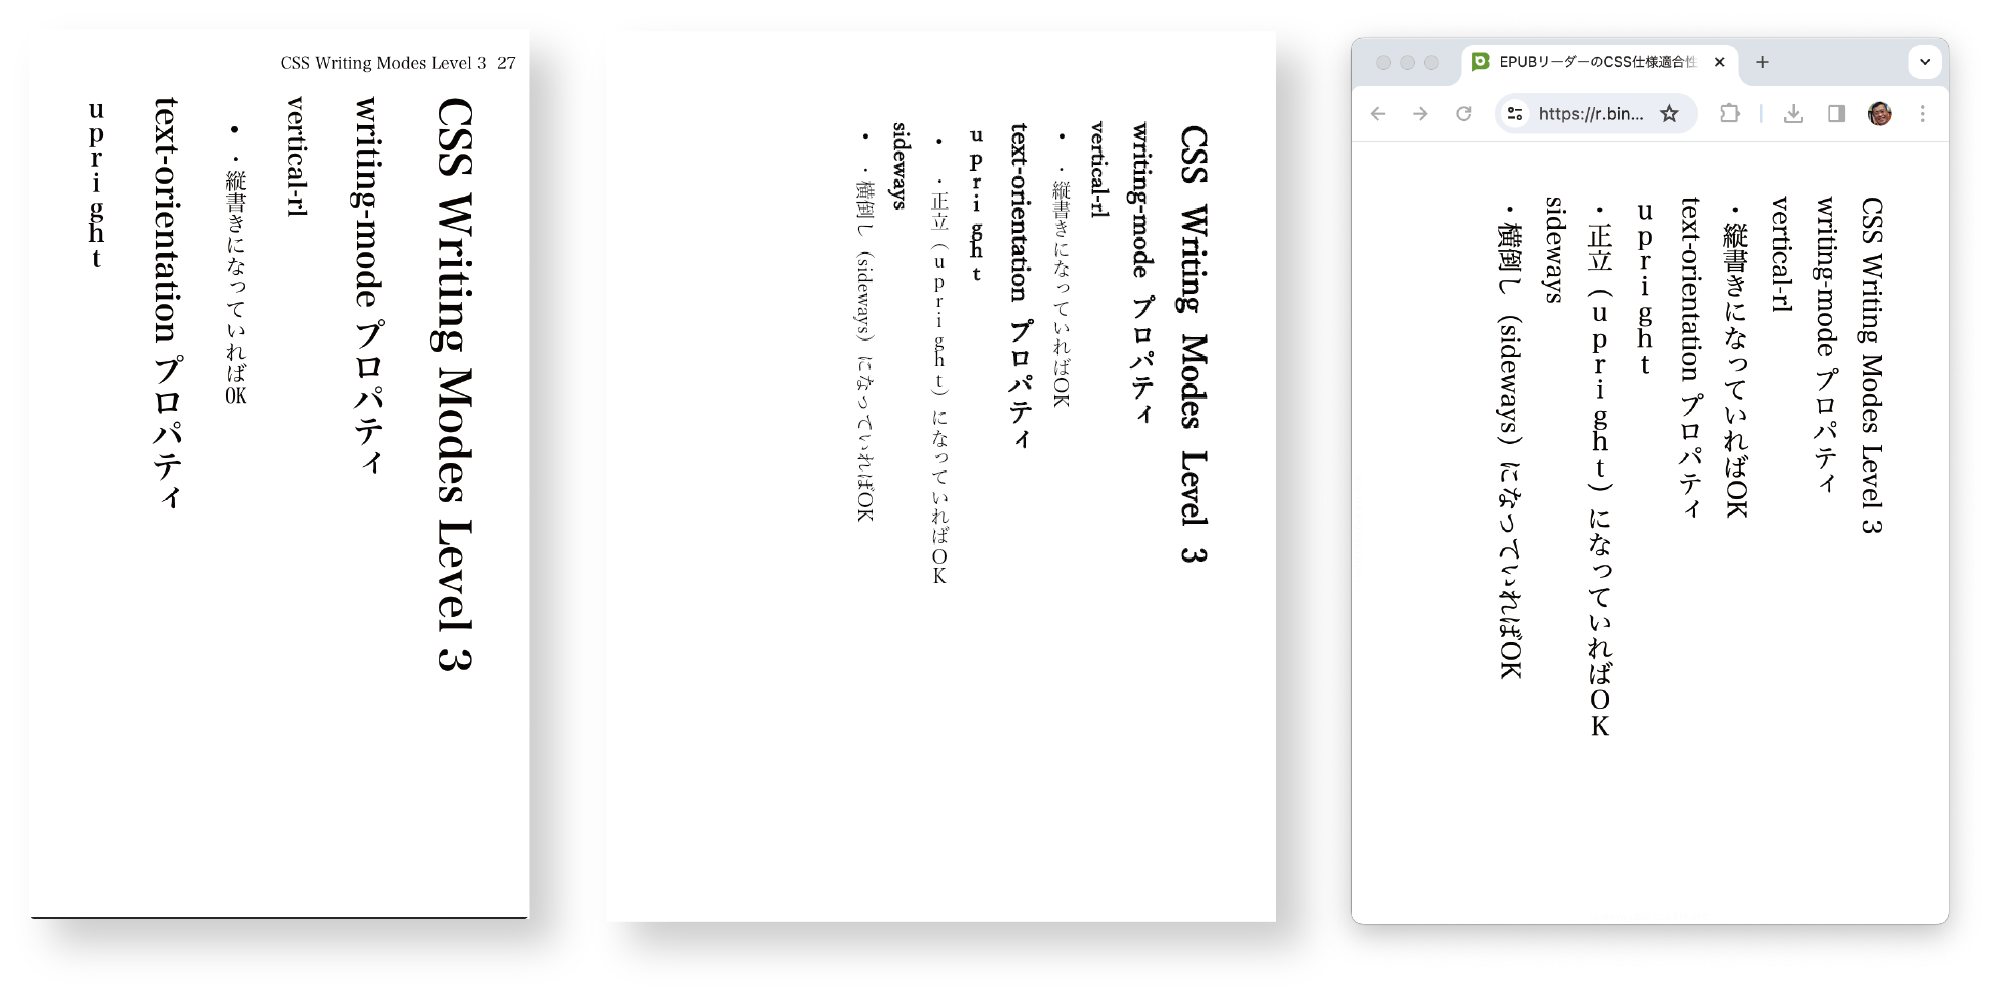 CSS Writing Modes Level 3 27
CSS Writing Modes Level 3
writing-mode プロパティ
vertical-rl
• ・縦書きになっていればOK
text-orientation プロパティ
upright
CSS Writing Modes Level 3
writing-mode プロパティ
vertical-rl
• ・縦書きになっていればOK
text-orientation プロパティ
upright
• ・正立（upright）になっていればOK
sideways
• ・横倒し（sideways）になっていればOK
EPUBリーダーのCSS仕様適合性
https://r.bin...
CSS Writing Modes Level 3
writing-mode プロパティ
vertical-rl
・縦書きになっていればOK
text-orientation プロパティ
upright
・正立（upright）になっていればOK
sideways
・横倒し（sideways）になっていればOK